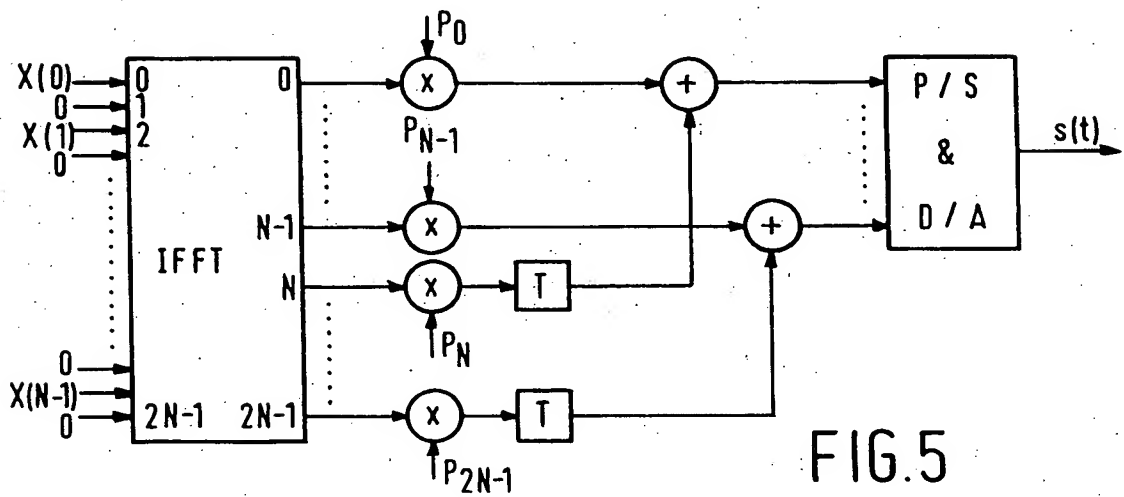 P0
X(0) 0 0 × + P / S
0 1
X(1) 2 PN-1 s(t)
0 &
N-1 × + D / A
IFFT
N × T
PN
0
X(N-1)
0 2N-1 2N-1 × T
P2N-1
FIG.5